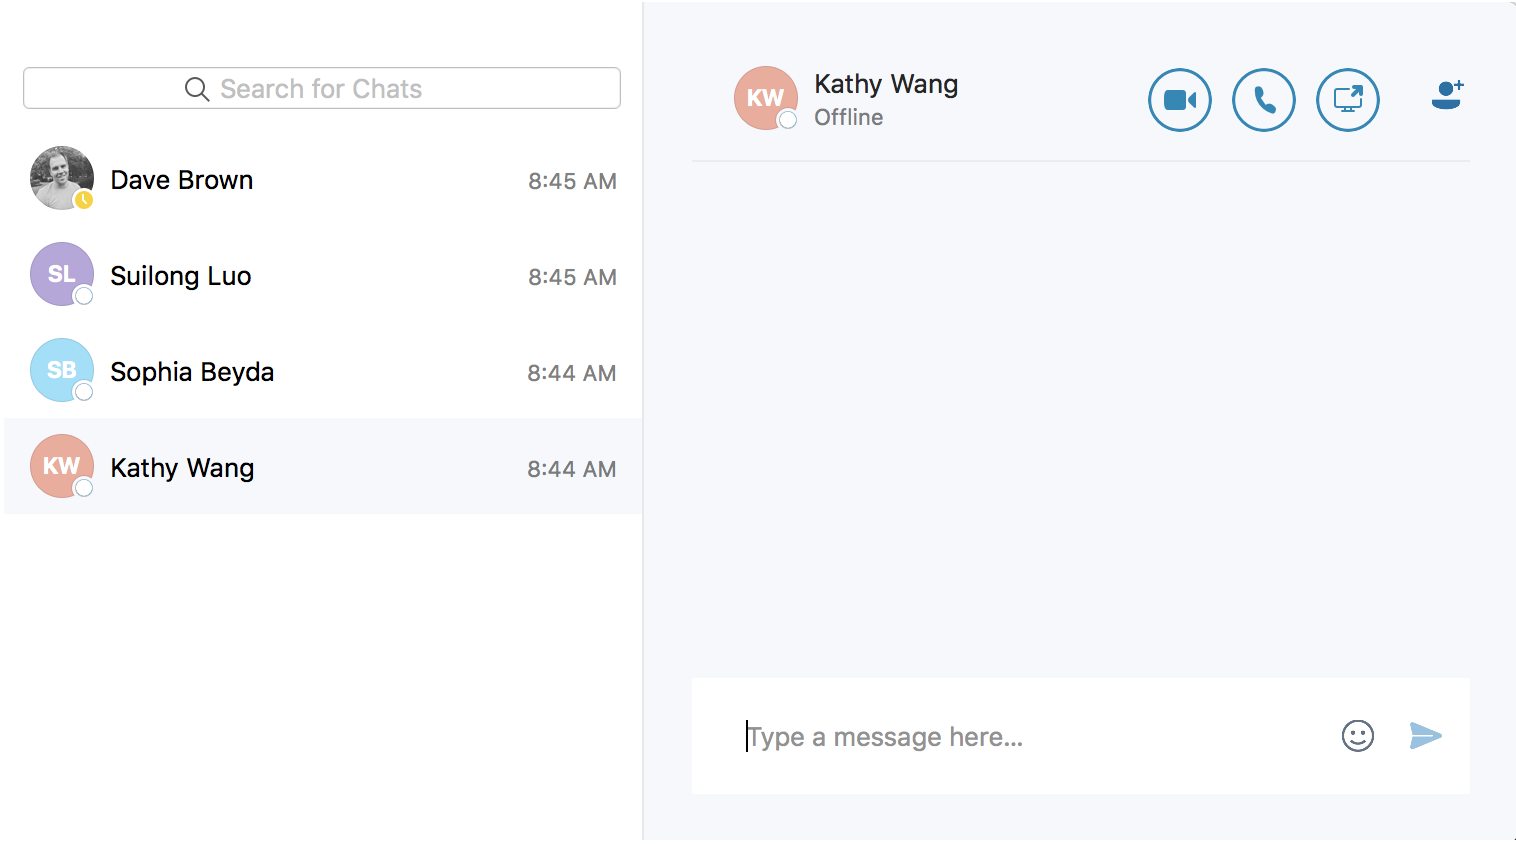 Search for Chats
Dave Brown 8:45 AM
SL Suilong Luo 8:45 AM
SB Sophia Beyda 8:44 AM
KW Kathy Wang 8:44 AM
KW Kathy Wang
Offline
Type a message here...